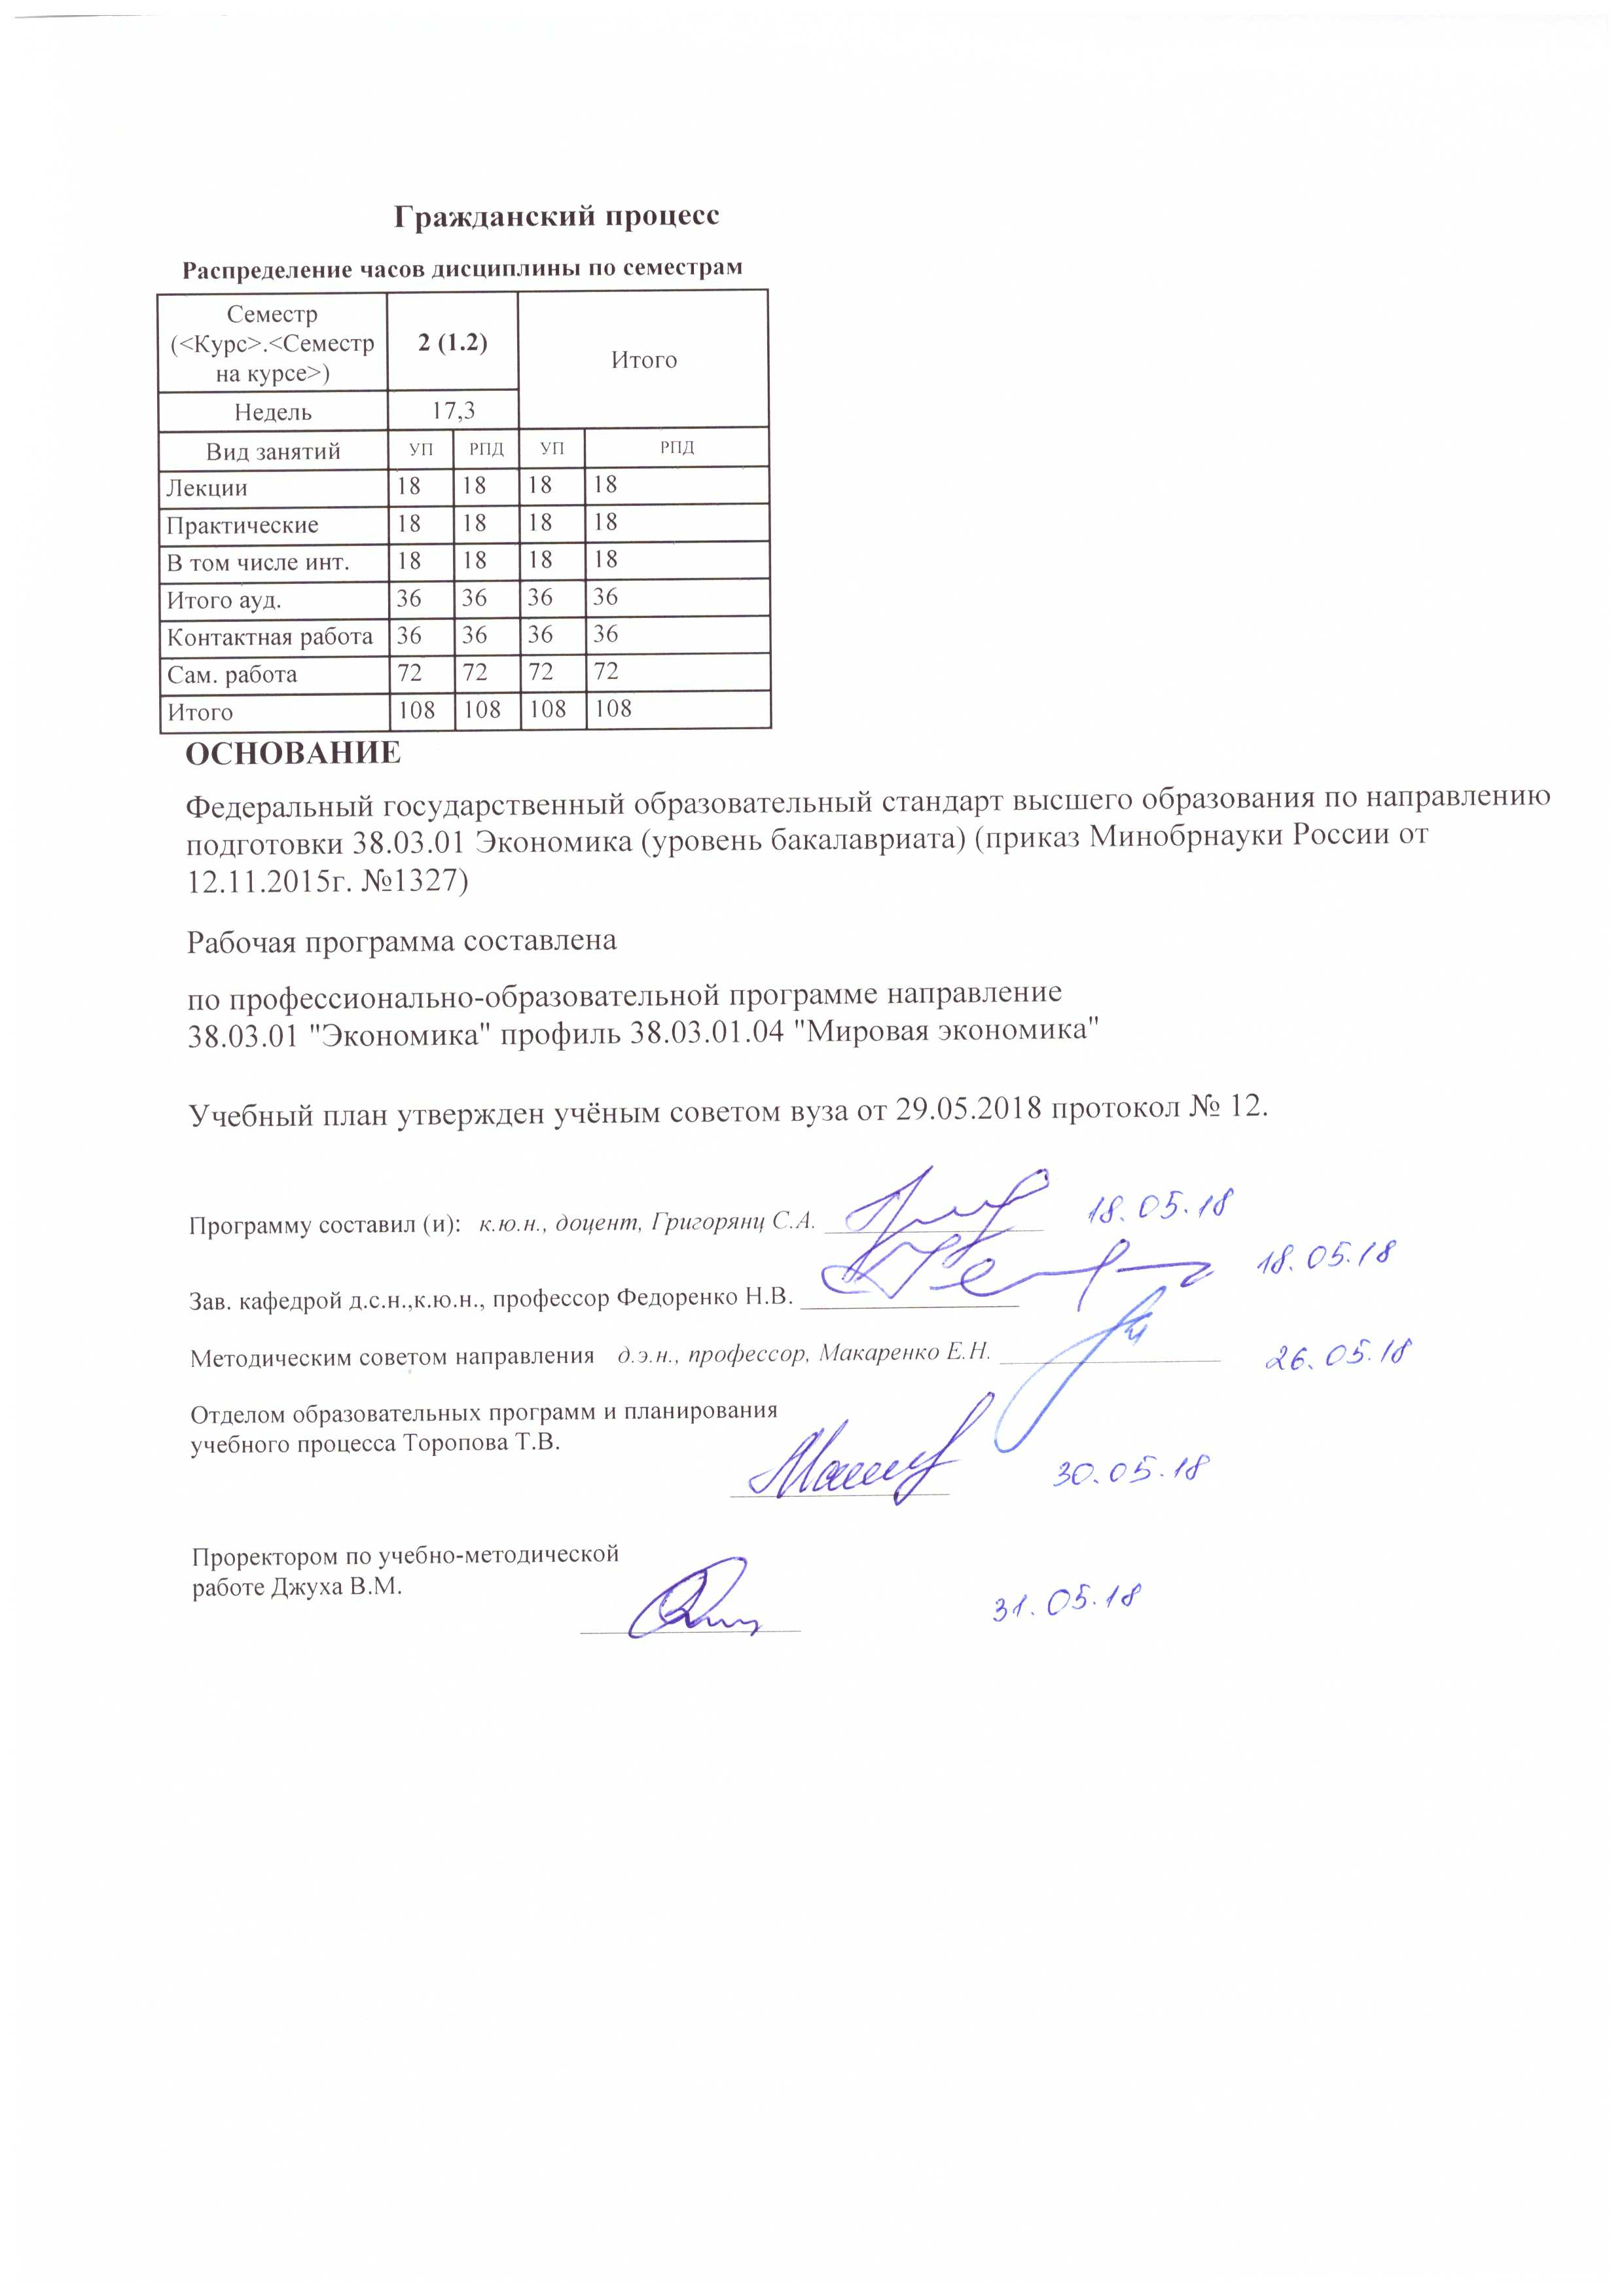 Гражданский процесс
Распределение часов дисциплины по семестрам
Семестр
(<Курс>.<Семестр
на курсе>)
2 (1.2)
Итого
Недель 17,3
Вид занятий УП РПД УП РПД
Лекции 18 18 18 18
Практические 18 18 18 18
В том числе инт. 18 18 18 18
Итого ауд. 36 36 36 36
Контактная работа 36 36 36 36
Сам. работа 72 72 72 72
Итого 108 108 108 108
ОСНОВАНИЕ
Федеральный государственный образовательный стандарт высшего образования по направлению
подготовки 38.03.01 Экономика (уровень бакалавриата) (приказ Минобрнауки России от
12.11.2015г. №1327)
Рабочая программа составлена
по профессионально-образовательной программе направление
38.03.01 "Экономика" профиль 38.03.01.04 "Мировая экономика"
Учебный план утвержден учёным советом вуза от 29.05.2018 протокол № 12.
Программу составил (и): к.ю.н., доцент, Григорянц С.А. 18.05.18
Зав. кафедрой д.с.н.,к.ю.н., профессор Федоренко Н.В. 18.05.18
Методическим советом направления д.э.н., профессор, Макаренко Е.Н. 26.05.18
Отделом образовательных программ и планирования
учебного процесса Торопова Т.В.
30.05.18
Проректором по учебно-методической
работе Джуха В.М.
31.05.18